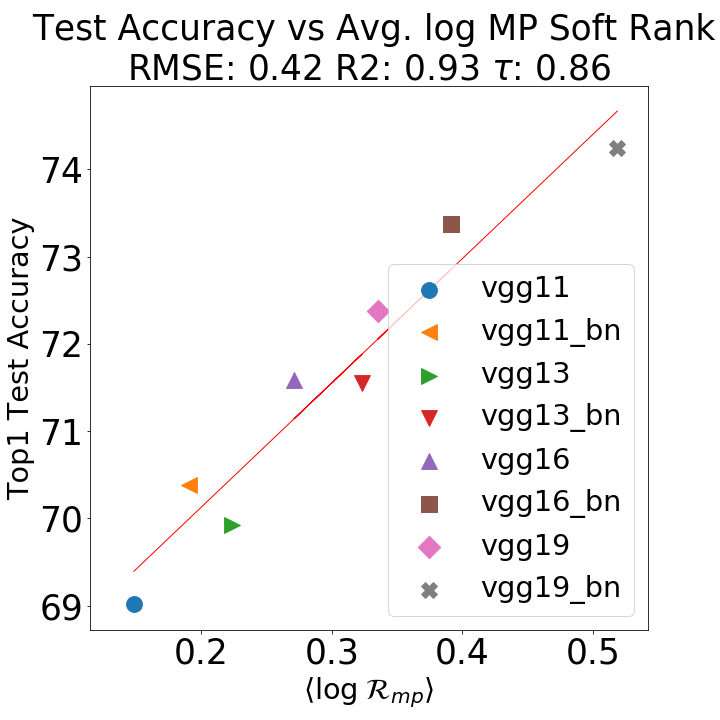 Test Accuracy vs Avg. log MP Soft Rank
RMSE: 0.42 R2: 0.93 τ: 0.86
Top1 Test Accuracy
74
73
72
71
70
69
vgg11
vgg11_bn
vgg13
vgg13_bn
vgg16
vgg16_bn
vgg19
vgg19_bn
0.2 0.3 0.4 0.5
⟨log ℛmp⟩